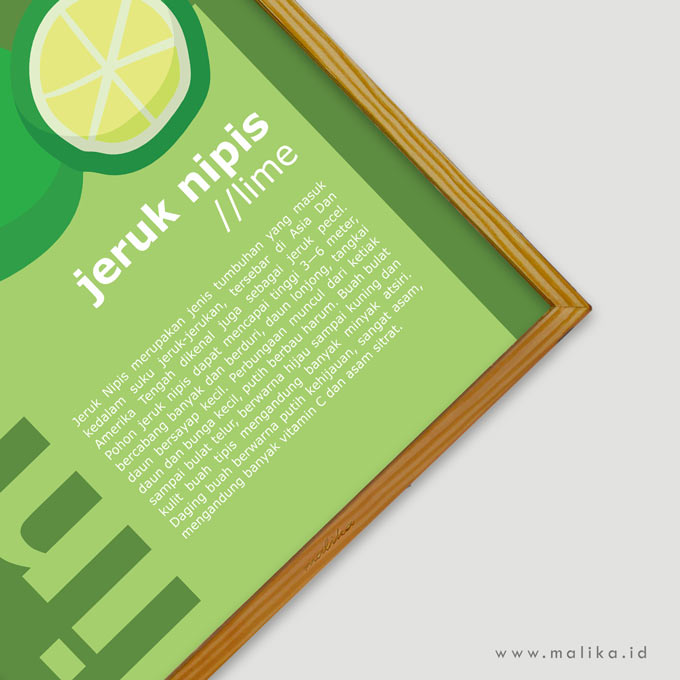 jeruk nipis
//lime
Jeruk Nipis merupakan jenis tumbuhan yang masuk
kedalam suku jeruk-jerukan, tersebar di Asia Dan
Amerika Tengah dikenal juga sebagai jeruk pecel.
Pohon jeruk nipis dapat mencapai tinggi 3—6 meter,
bercabang banyak dan berduri, daun lonjong, tangkai
daun bersayap kecil. Perbungaan muncul dari ketiak
daun dan bunga kecil, putih berbau harum. Buah bulat
sampai bulat telur, berwarna hijau sampai kuning dan
kulit buah tipis mengandung banyak minyak atsiri.
Daging buah berwarna putih kehijauan, sangat asam,
mengandung banyak vitamin C dan asam sitrat.
malika
www.malika.id